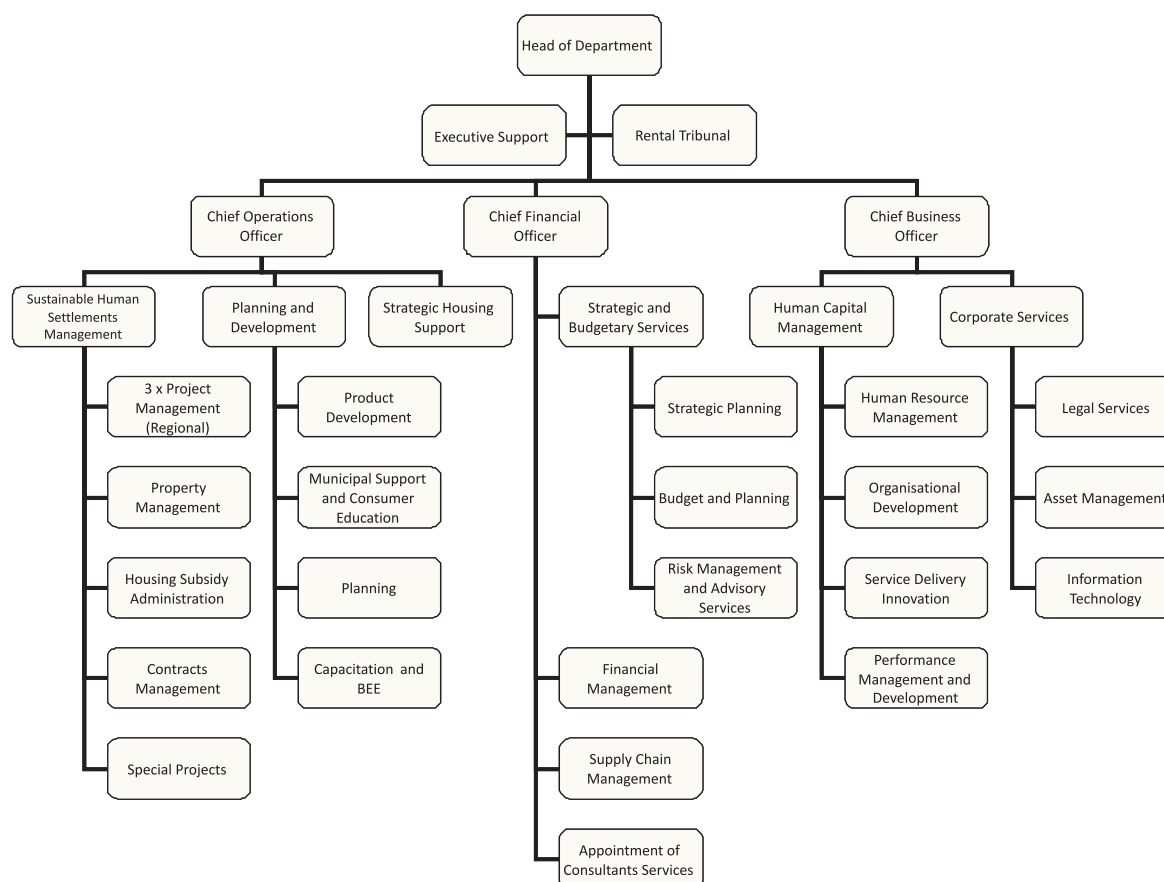 Head of Department
Executive Support
Rental Tribunal
Chief Operations
Officer
Chief Financial
Officer
Chief Business
Officer
Sustainable Human
Settlements
Management
Planning and
Development
Strategic Housing
Support
Strategic and
Budgetary Services
Human Capital
Management
Corporate Services
3 x Project
Management
(Regional)
Product
Development
Strategic Planning
Human Resource
Management
Legal Services
Property
Management
Municipal Support
and Consumer
Education
Budget and Planning
Organisational
Development
Asset Management
Housing Subsidy
Administration
Planning
Risk Management
and Advisory
Services
Service Delivery
Innovation
Information
Technology
Contracts
Management
Capacitation and
BEE
Financial
Management
Performance
Management and
Development
Special Projects
Supply Chain
Management
Appointment of
Consultants Services